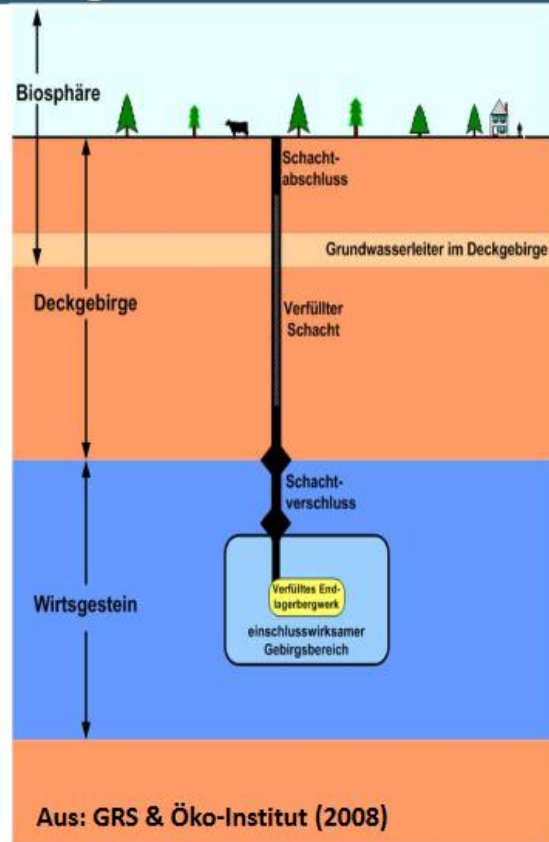 Biosphäre
Schacht-
abschluss
Grundwasserleiter im Deckgebirge
Deckgebirge
Verfüllter
Schacht
Schacht-
verschluss
Wirtsgestein
Verfülltes End-
lagerbergwerk
einschlusswirksamer
Gebirgsbereich
Aus: GRS & Öko-Institut (2008)